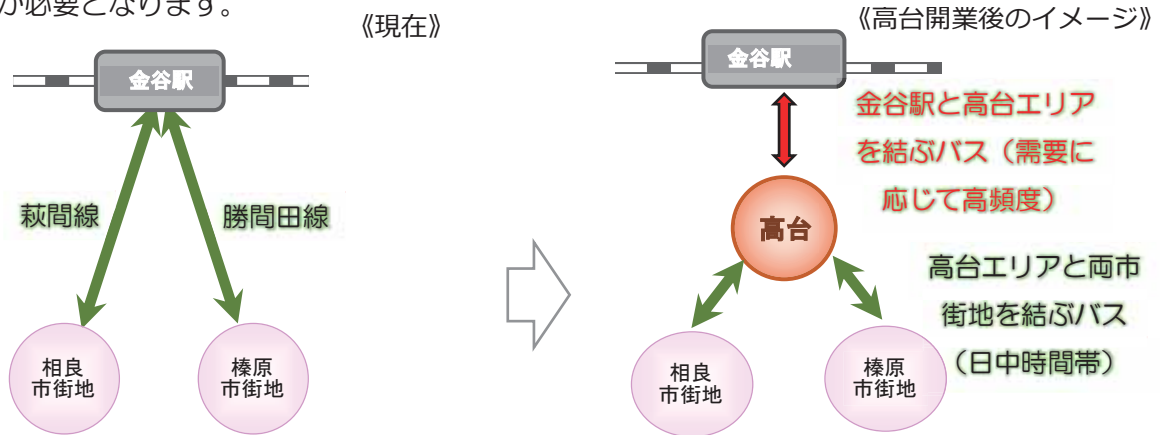 が必要となります。
《現在》
金谷駅
萩間線
勝間田線
相良
市街地
榛原
市街地
《高台開業後のイメージ》
金谷駅
金谷駅と高台エリア
を結ぶバス（需要に
応じて高頻度）
高台
高台エリアと両市
街地を結ぶバス
（日中時間帯）
相良
市街地
榛原
市街地